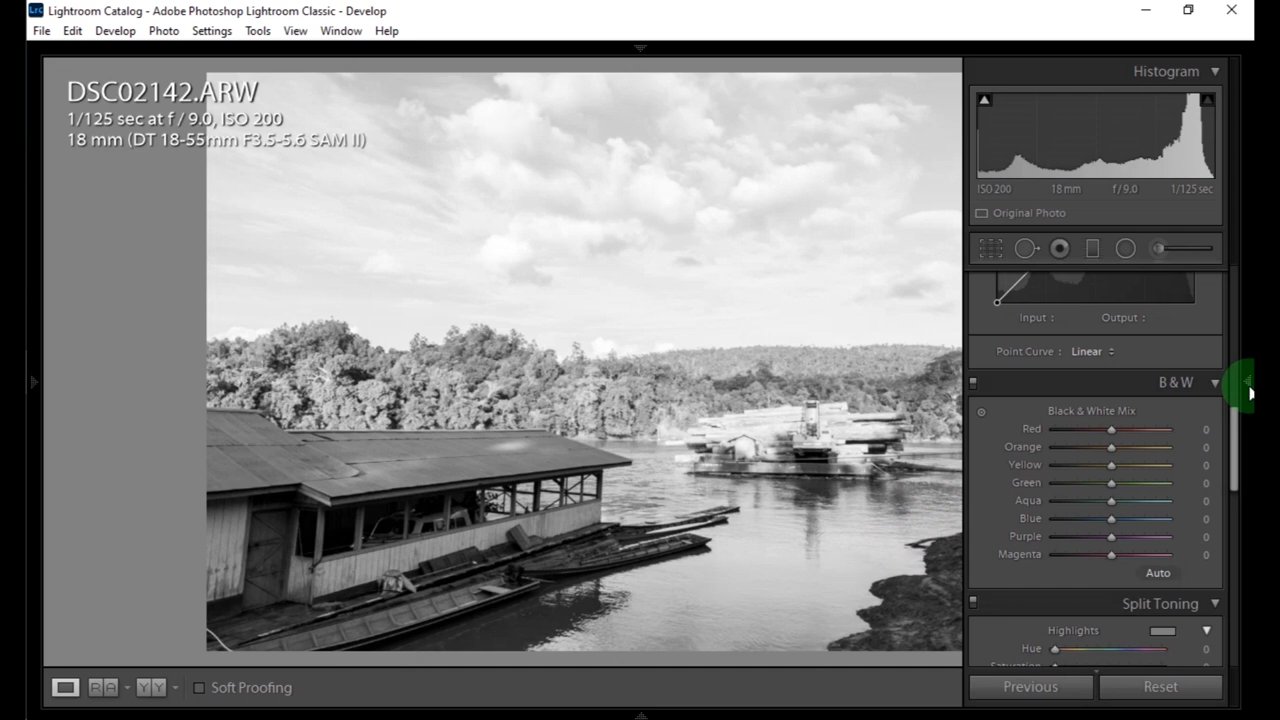 Lrc Lightroom Catalog - Adobe Photoshop Lightroom Classic - Develop
File Edit Develop Photo Settings Tools View Window Help
DSC02142.ARW
1/125 sec at f / 9.0, ISO 200
18 mm (DT 18-55mm F3.5-5.6 SAM II)
Histogram
ISO 200 18 mm f / 9.0 1/125 sec
Original Photo
Input : Output :
Point Curve : Linear
B & W
Black & White Mix
Red 0
Orange 0
Yellow 0
Green 0
Aqua 0
Blue 0
Purple 0
Magenta 0
Auto
Split Toning
Highlights
Hue 0
Saturation
R A Y Y Soft Proofing
Previous Reset